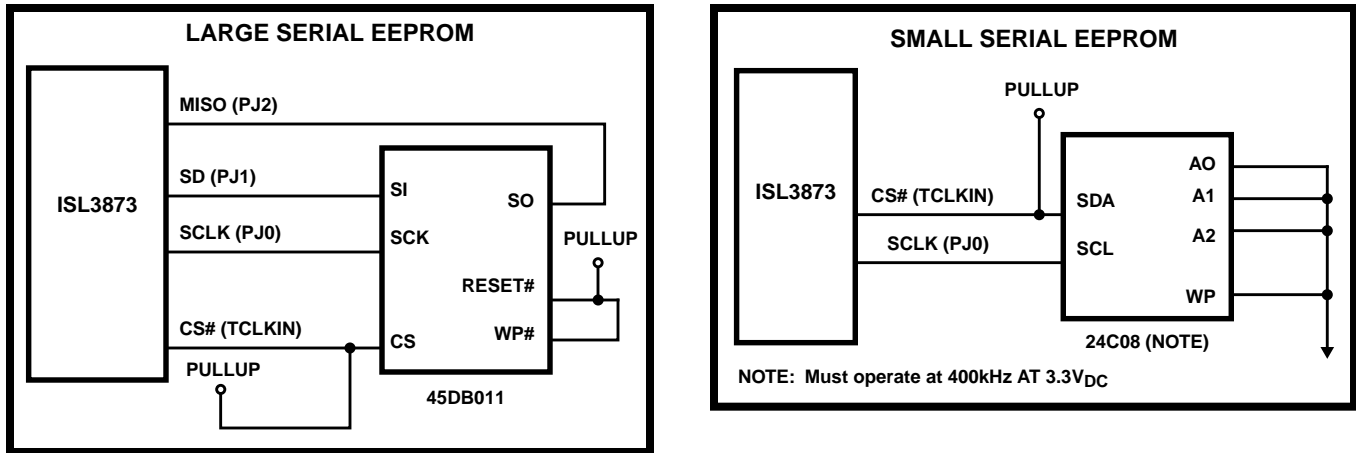 LARGE SERIAL EEPROM
ISL3873
MISO (PJ2)
SD (PJ1)
SCLK (PJ0)
CS# (TCLKIN)
PULLUP
SI
SCK
CS
SO
RESET#
WP#
PULLUP
45DB011
SMALL SERIAL EEPROM
ISL3873
PULLUP
CS# (TCLKIN)
SCLK (PJ0)
SDA
SCL
AO
A1
A2
WP
24C08 (NOTE)
NOTE: Must operate at 400kHz AT 3.3VDC